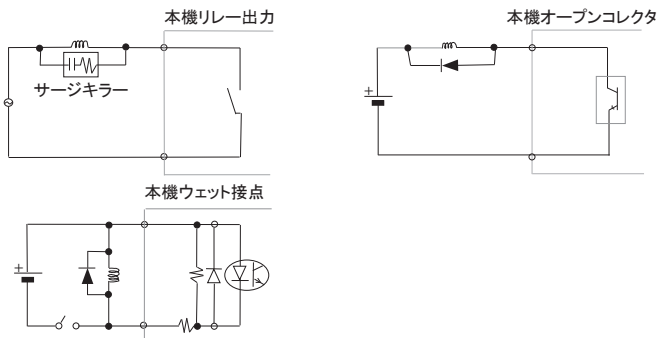 本機リレー出力
サージキラー
本機オープンコレクタ
+
本機ウェット接点
+